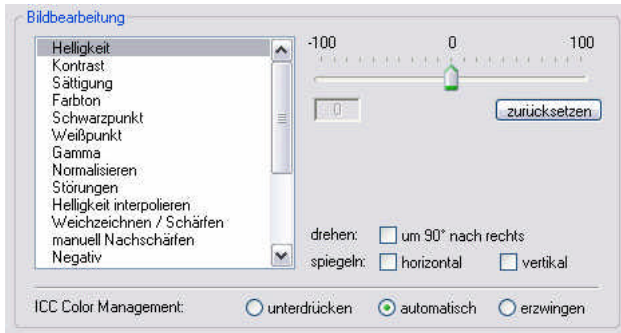 Bildbearbeitung
Helligkeit
Kontrast
Sättigung
Farbton
Schwarzpunkt
Weißpunkt
Gamma
Normalisieren
Störungen
Helligkeit interpolieren
Weichzeichnen / Schärfen
manuell Nachschärfen
Negativ
-100 0 100
0
zurücksetzen
drehen: um 90° nach rechts
spiegeln: horizontal vertikal
ICC Color Management: unterdrücken automatisch erzwingen